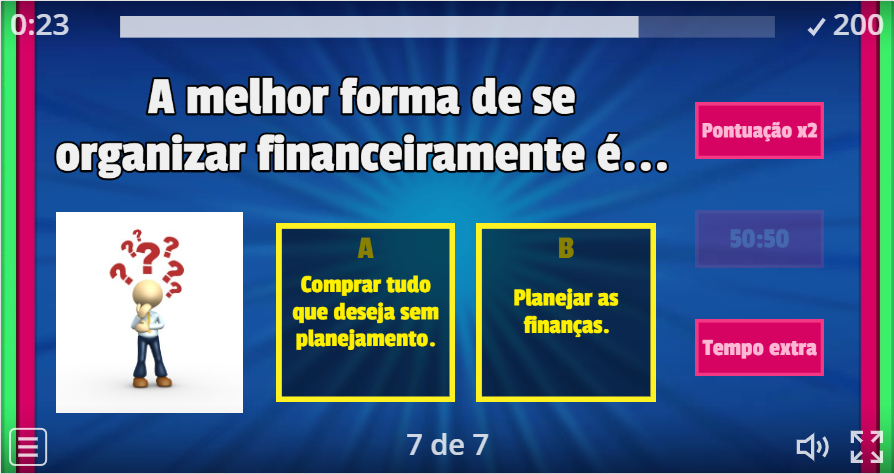 0:23
✓ 200
A melhor forma de se
organizar financeiramente é...
Pontuação x2
50:50
Tempo extra
? ? ? ? ? ? ?
A
Comprar tudo
que deseja sem
planejamento.
B
Planejar as
finanças.
7 de 7